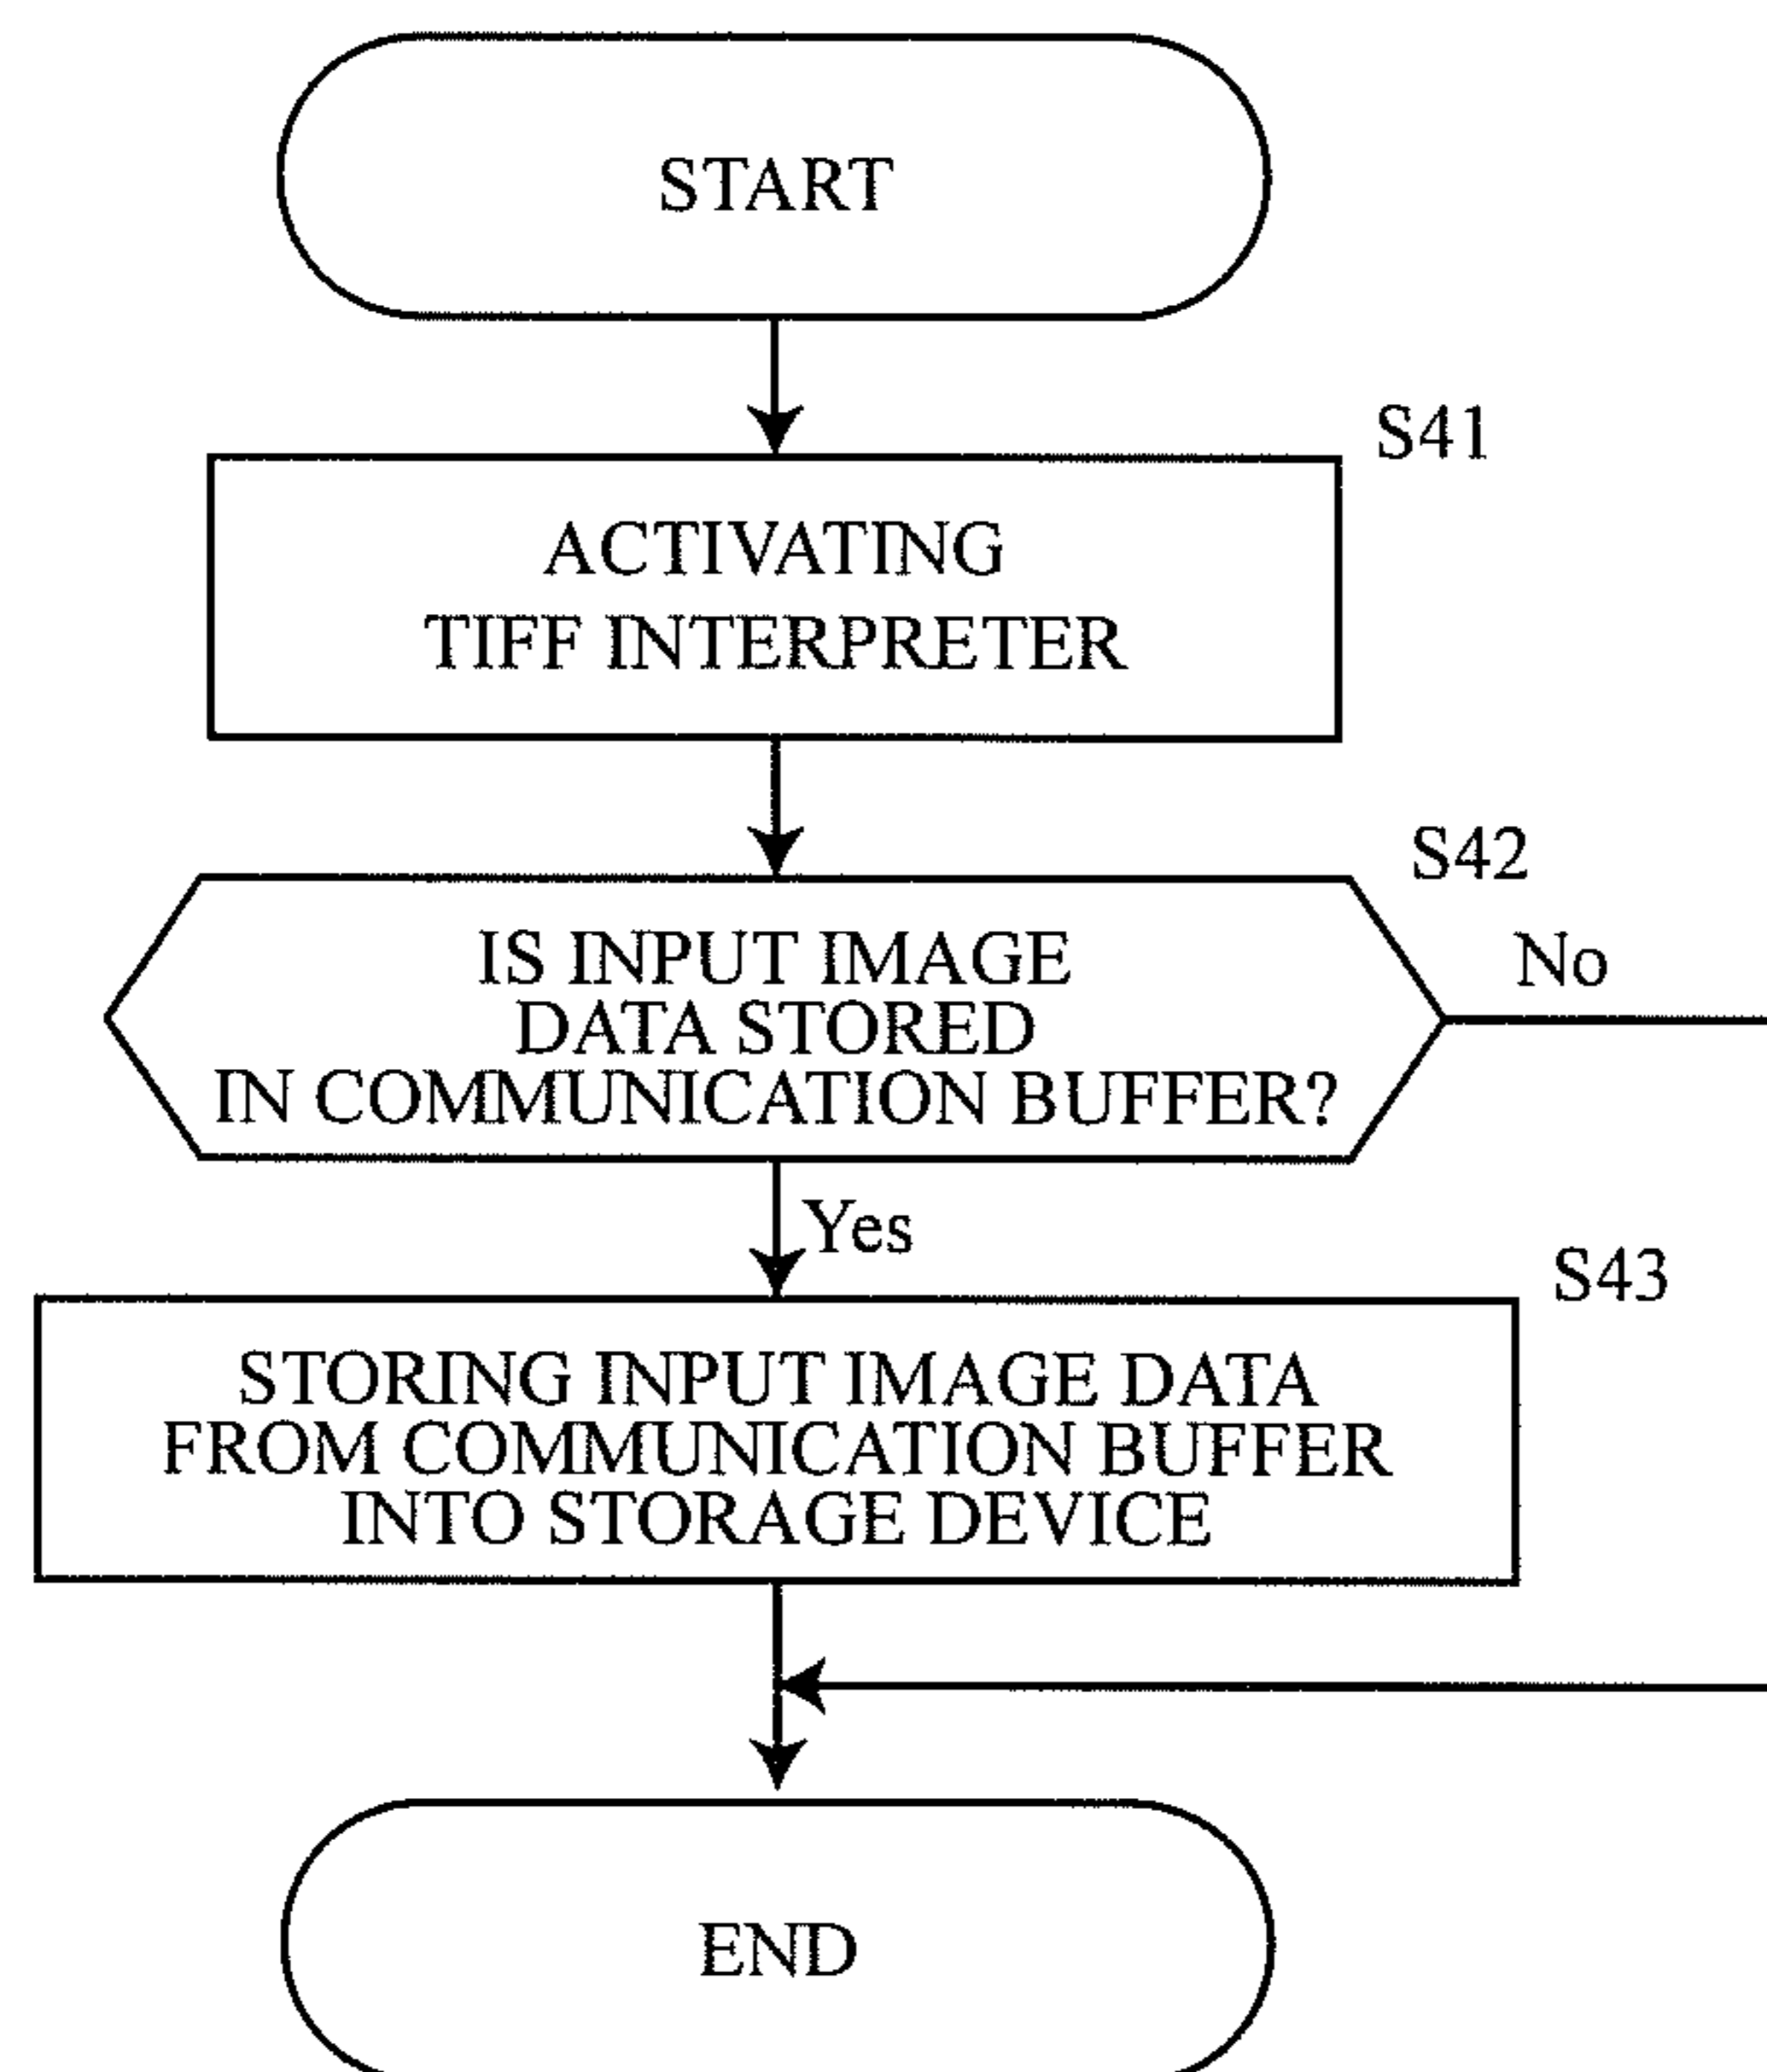 START
S41
ACTIVATING
TIFF INTERPRETER
S42
IS INPUT IMAGE
DATA STORED
IN COMMUNICATION BUFFER?
No
Yes
S43
STORING INPUT IMAGE DATA
FROM COMMUNICATION BUFFER
INTO STORAGE DEVICE
END